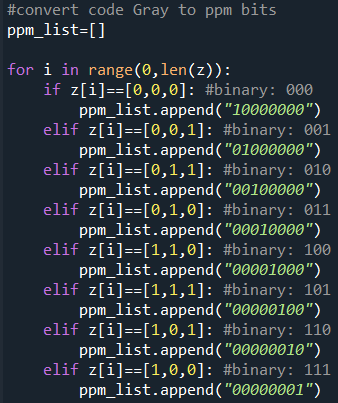 #convert code Gray to ppm bits
ppm_list=[]

for i in range(0,len(z)):
    if z[i]==[0,0,0]: #binary: 000
        ppm_list.append("10000000")
    elif z[i]==[0,0,1]: #binary: 001
        ppm_list.append("01000000")
    elif z[i]==[0,1,1]: #binary: 010
        ppm_list.append("00100000")
    elif z[i]==[0,1,0]: #binary: 011
        ppm_list.append("00010000")
    elif z[i]==[1,1,0]: #binary: 100
        ppm_list.append("00001000")
    elif z[i]==[1,1,1]: #binary: 101
        ppm_list.append("00000100")
    elif z[i]==[1,0,1]: #binary: 110
        ppm_list.append("00000010")
    elif z[i]==[1,0,0]: #binary: 111
        ppm_list.append("00000001")